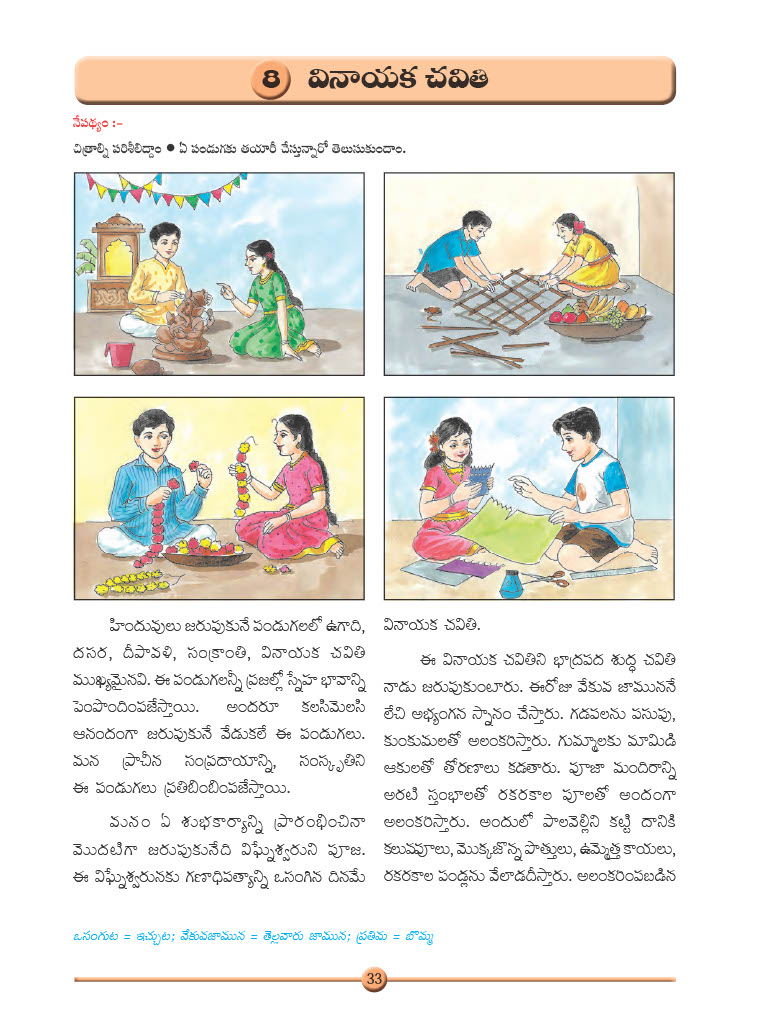 8 వినాయక చవితి
నేపథ్యం :-
చిత్రాల్ని పరిశీలిద్దాం ● ఏ పండుగకు తయారీ చేస్తున్నారో తెలుసుకుందాం.
హిందువులు జరుపుకునే పండుగలలో ఉగాది,
దసర, దీపావళి, సంక్రాంతి, వినాయక చవితి
ముఖ్యమైనవి. ఈ పండుగలన్నీ ప్రజల్లో స్నేహ భావాన్ని
పెంపొందింపజేస్తాయి. అందరూ కలసిమెలసి
ఆనందంగా జరుపుకునే వేడుకలే ఈ పండుగలు.
మన ప్రాచీన సంప్రదాయాన్ని, సంస్కృతిని
ఈ పండుగలు ప్రతిబింబింపజేస్తాయి.
మనం ఏ శుభకార్యాన్ని ప్రారంభించినా
మొదటిగా జరుపుకునేది విఘ్నేశ్వరుని పూజ.
ఈ విఘ్నేశ్వరునకు గణాధిపత్యాన్ని ఒసంగిన దినమే
వినాయక చవితి.
ఈ వినాయక చవితిని భాద్రపద శుద్ధ చవితి
నాడు జరుపుకుంటారు. ఈరోజు వేకువ జాముననే
లేచి అభ్యంగన స్నానం చేస్తారు. గడపలను పసుపు,
కుంకుమలతో అలంకరిస్తారు. గుమ్మాలకు మామిడి
ఆకులతో తోరణాలు కడతారు. పూజా మందిరాన్ని
అరటి స్తంభాలతో రకరకాల పూలతో అందంగా
అలంకరిస్తారు. అందులో పాలవెల్లిని కట్టి దానికి
కలువపూలు, మొక్కజొన్న పొత్తులు, ఉమ్మెత్త కాయలు,
రకరకాల పండ్లను వేలాడదీస్తారు. అలంకరింపబడిన
ఒసంగుట = ఇచ్చుట; వేకువజామున = తెల్లవారు జామున; ప్రతిమ = బొమ్మ
33